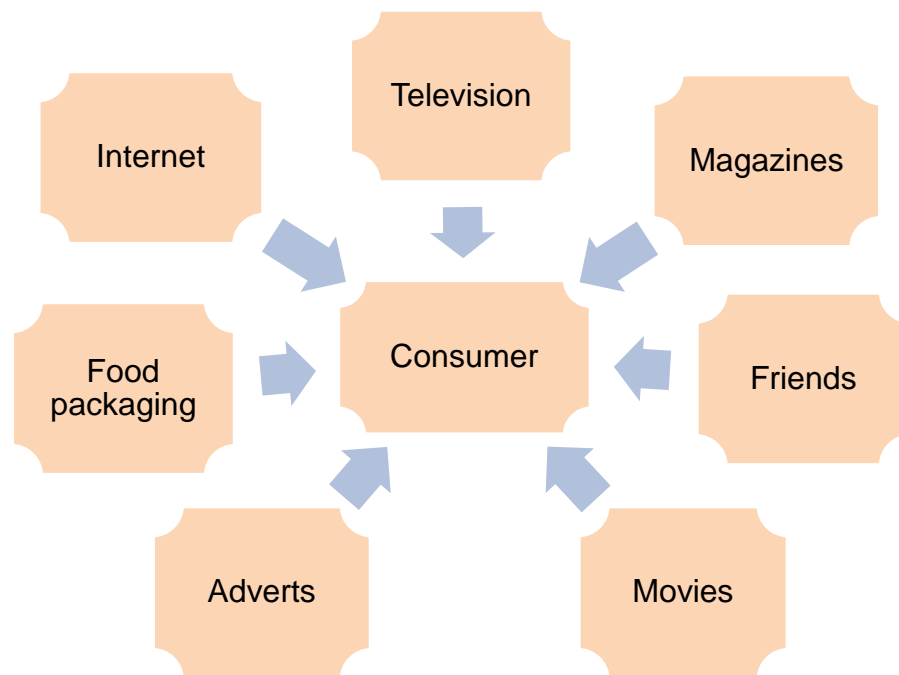 Television
Internet
Magazines
Consumer
Food
packaging
Friends
Adverts
Movies